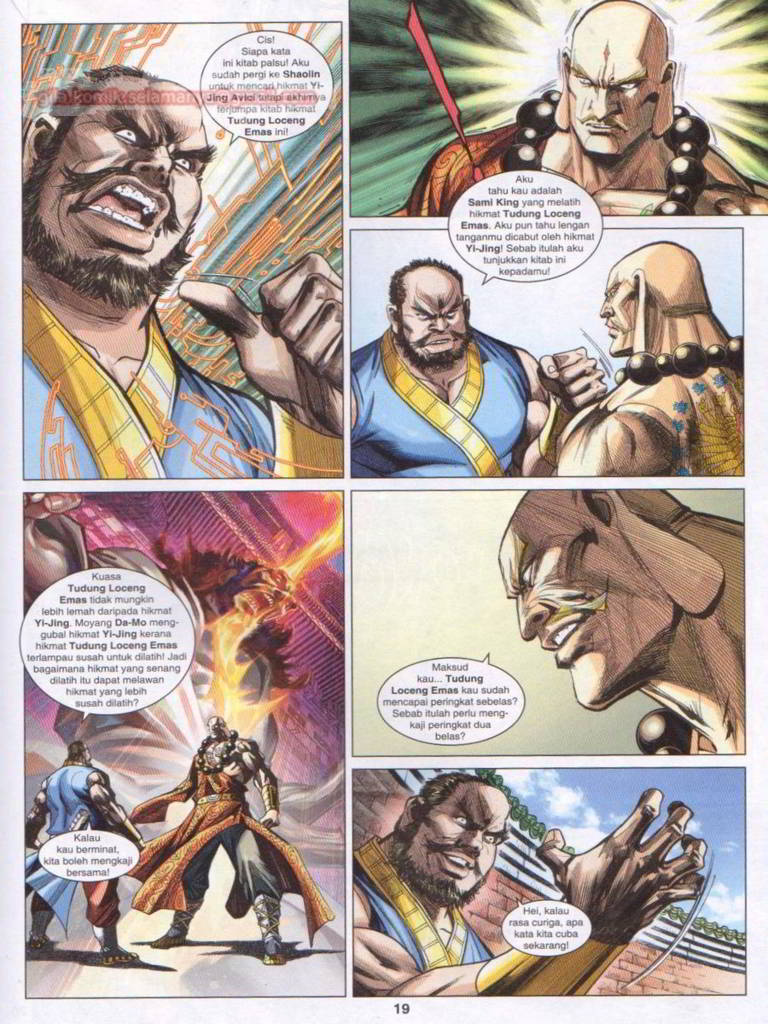 Cis!
Siapa kata
ini kitab palsu! Aku
sudah pergi ke Shaolin
untuk mencari hikmat Yi-
Jing Avici tetapi akhirnya
terjumpa kitab hikmat
Tudung Loceng
Emas ini!
Aku
tahu kau adalah
Sami King yang melatih
hikmat Tudung Loceng
Emas. Aku pun tahu lengan
tanganmu dicabut oleh hikmat
Yi-Jing! Sebab itulah aku
tunjukkan kitab ini
kepadamu!
Kuasa
Tudung Loceng
Emas tidak mungkin
lebih lemah daripada hikmat
Yi-Jing. Moyang Da-Mo meng-
gubal hikmat Yi-Jing kerana
hikmat Tudung Loceng Emas
terlampau susah untuk dilatih! Jadi
bagaimana hikmat yang senang
dilatih itu dapat melawan
hikmat yang lebih
susah dilatih?
Kalau
kau berminat,
kita boleh mengkaji
bersama!
Maksud
kau... Tudung
Loceng Emas kau sudah
mencapai peringkat sebelas?
Sebab itulah perlu meng-
kaji peringkat dua
belas?
Hei, kalau
rasa curiga, apa
kata kita cuba
sekarang!
19